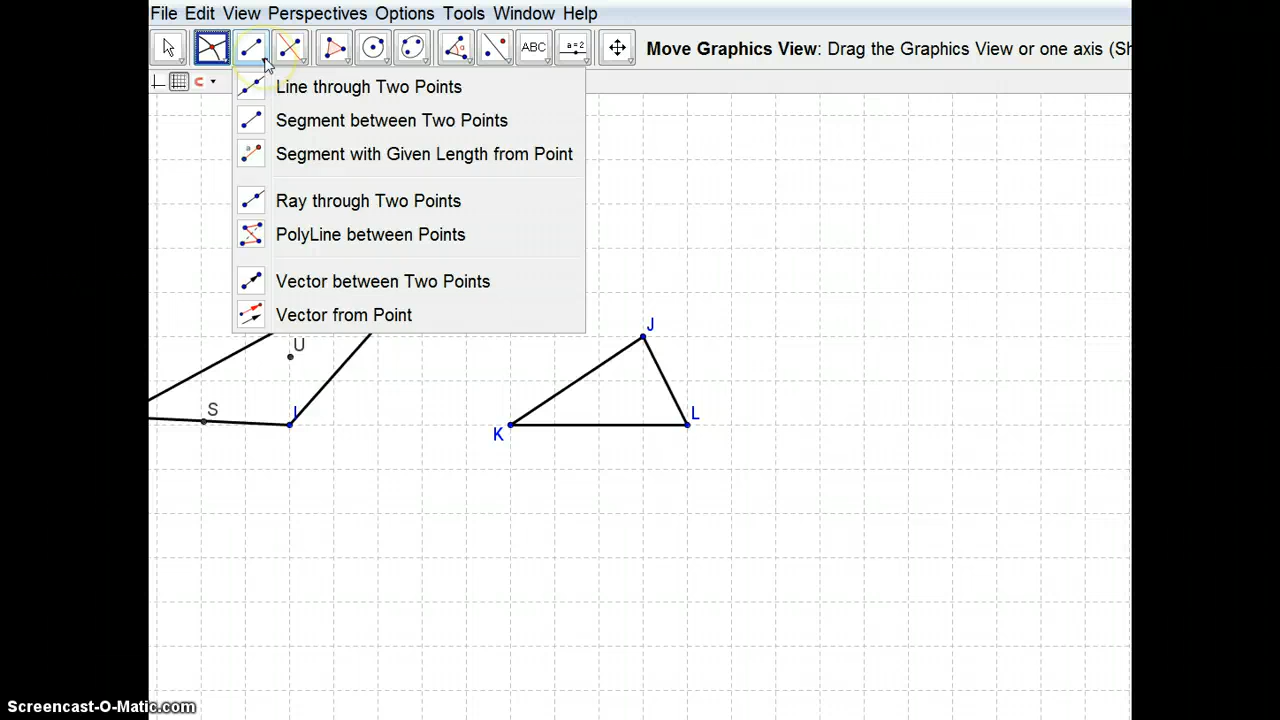 File Edit View Perspectives Options Tools Window Help
ABC
a = 2
Move Graphics View: Drag the Graphics View or one axis (Sh
Line through Two Points
Segment between Two Points
a
Segment with Given Length from Point
Ray through Two Points
PolyLine between Points
Vector between Two Points
Vector from Point
J
U
S
L
K
Screencast-O-Matic.com